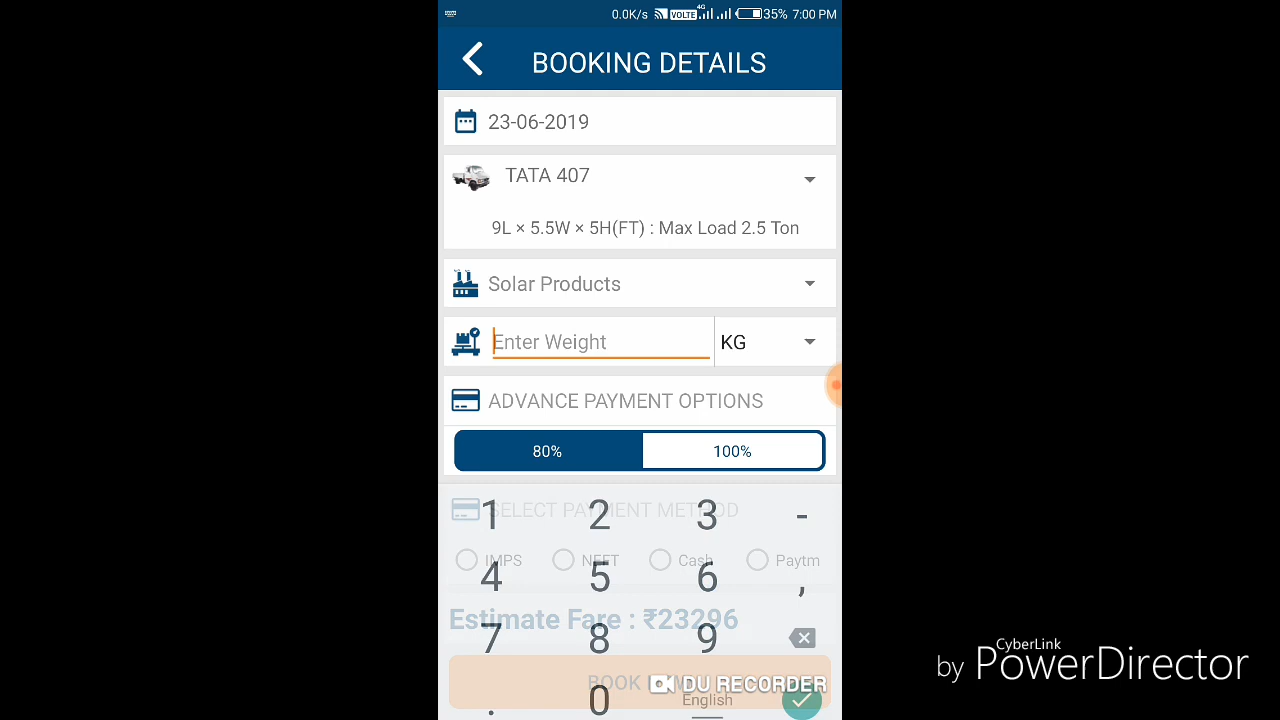 0.0K/s VOLTE 4G 35% 7:00 PM
BOOKING DETAILS
23-06-2019
TATA 407
9L × 5.5W × 5H(FT) : Max Load 2.5 Ton
Solar Products
Enter Weight KG
ADVANCE PAYMENT OPTIONS
80% 100%
SELECT PAYMENT METHOD
1 2 3 -
IMPS NEFT Cash Paytm
4 5 6 ,
Estimate Fare : ₹23296
7 8 9
BOOK
DU RECORDER
. 0 English
CyberLink
by PowerDirector